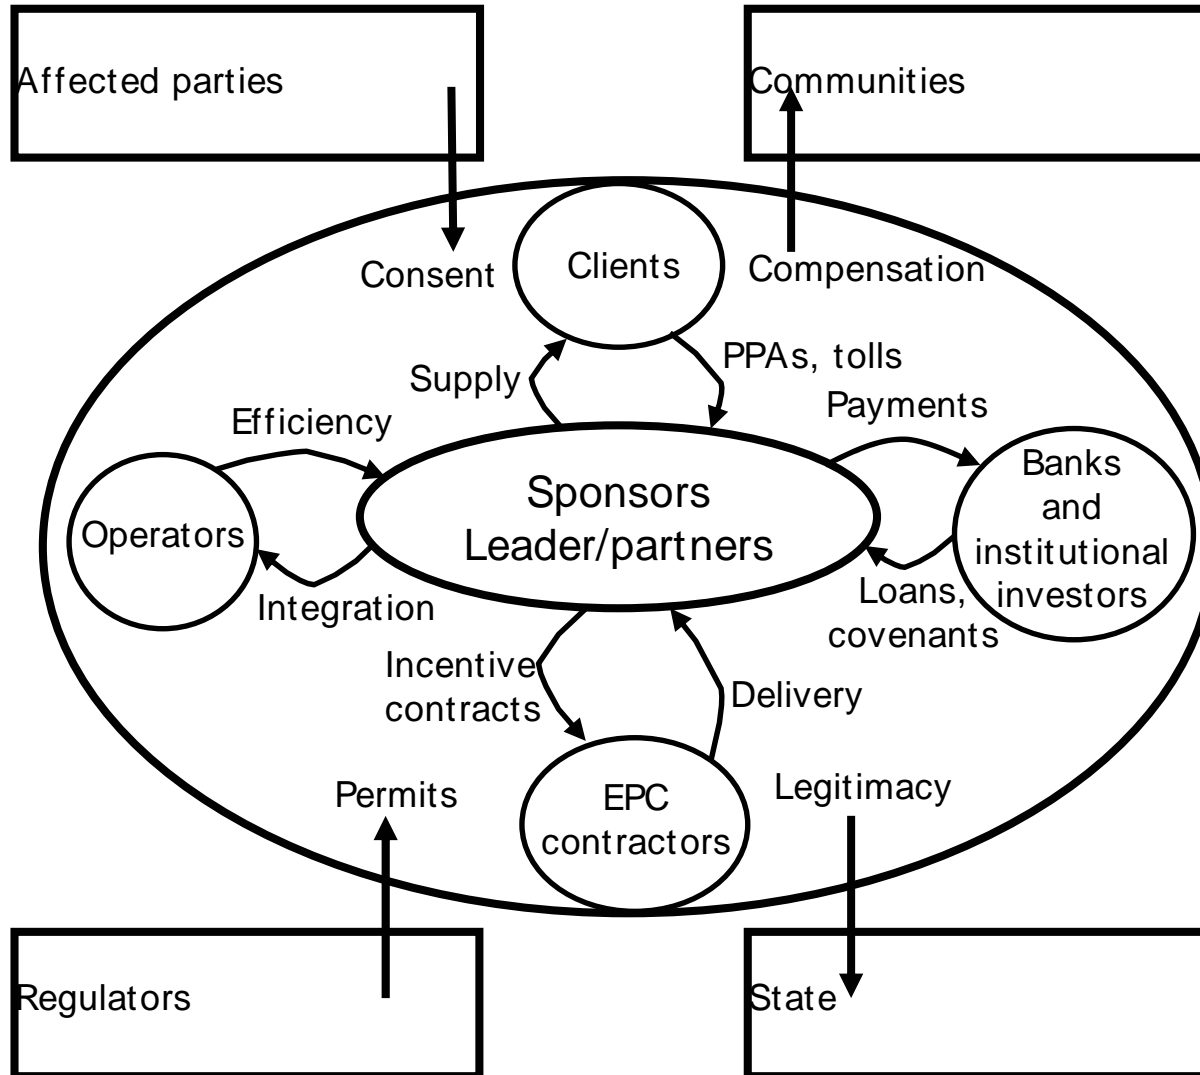 Affected parties
Communities
Consent
Clients
Compensation
Supply
PPAs, tolls
Efficiency
Payments
Operators
Sponsors
Leader/partners
Banks
and
institutional
investors
Integration
Loans,
covenants
Incentive
contracts
Delivery
Permits
EPC
contractors
Legitimacy
Regulators
State